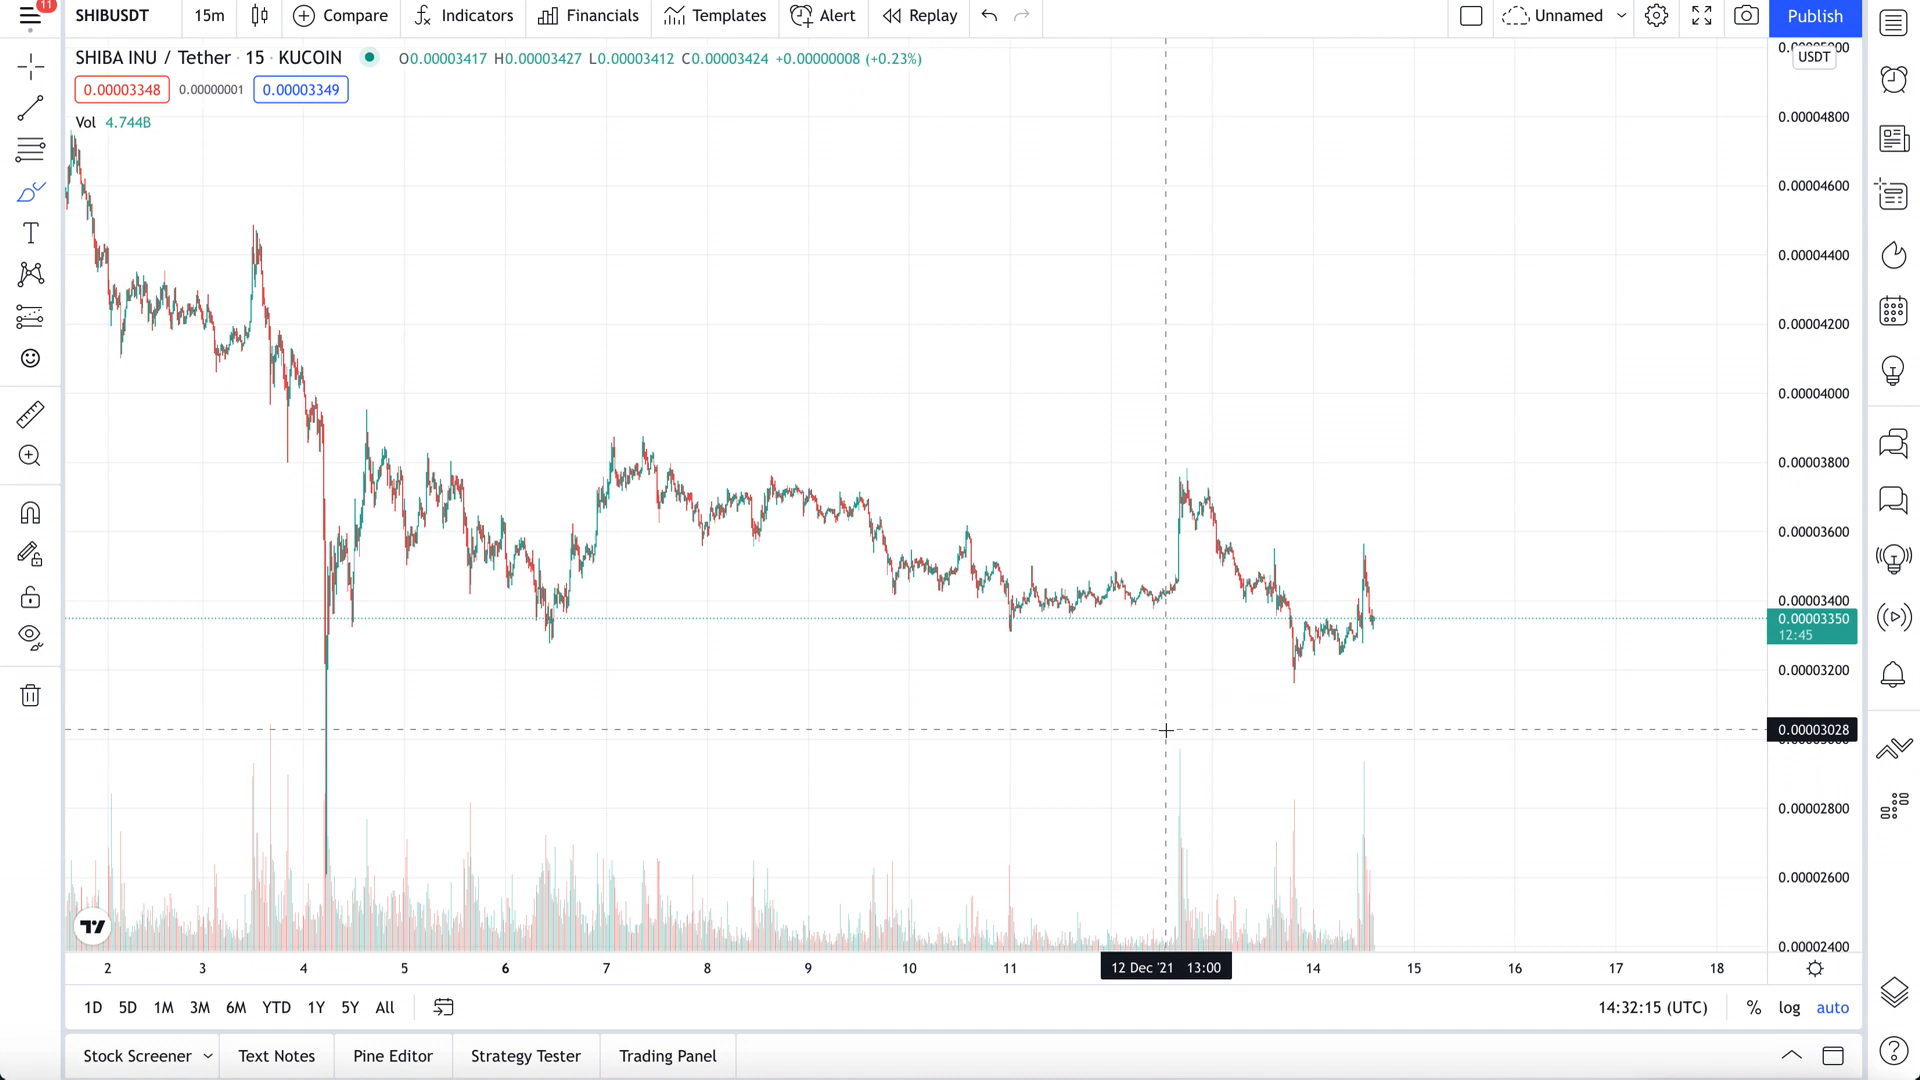 11
SHIBUSDT
15m
Compare
Indicators
Financials
Templates
Alert
Replay
Unnamed
Publish
SHIBA INU / Tether · 15 · KUCOIN
O0.00003417 H0.00003427 L0.00003412 C0.00003424 +0.00000008 (+0.23%)
0.00003348 0.00000001 0.00003349
Vol 4.744B
USDT
0.00004800
0.00004600
0.00004400
0.00004200
0.00004000
0.00003800
0.00003600
0.00003400
0.00003350
12:45
0.00003200
0.00003028
0.00002800
0.00002600
0.00002400
2 3 4 5 6 7 8 9 10 11 12 Dec '21 13:00 14 15 16 17 18
1D 5D 1M 3M 6M YTD 1Y 5Y All
14:32:15 (UTC) % log auto
Stock Screener Text Notes Pine Editor Strategy Tester Trading Panel